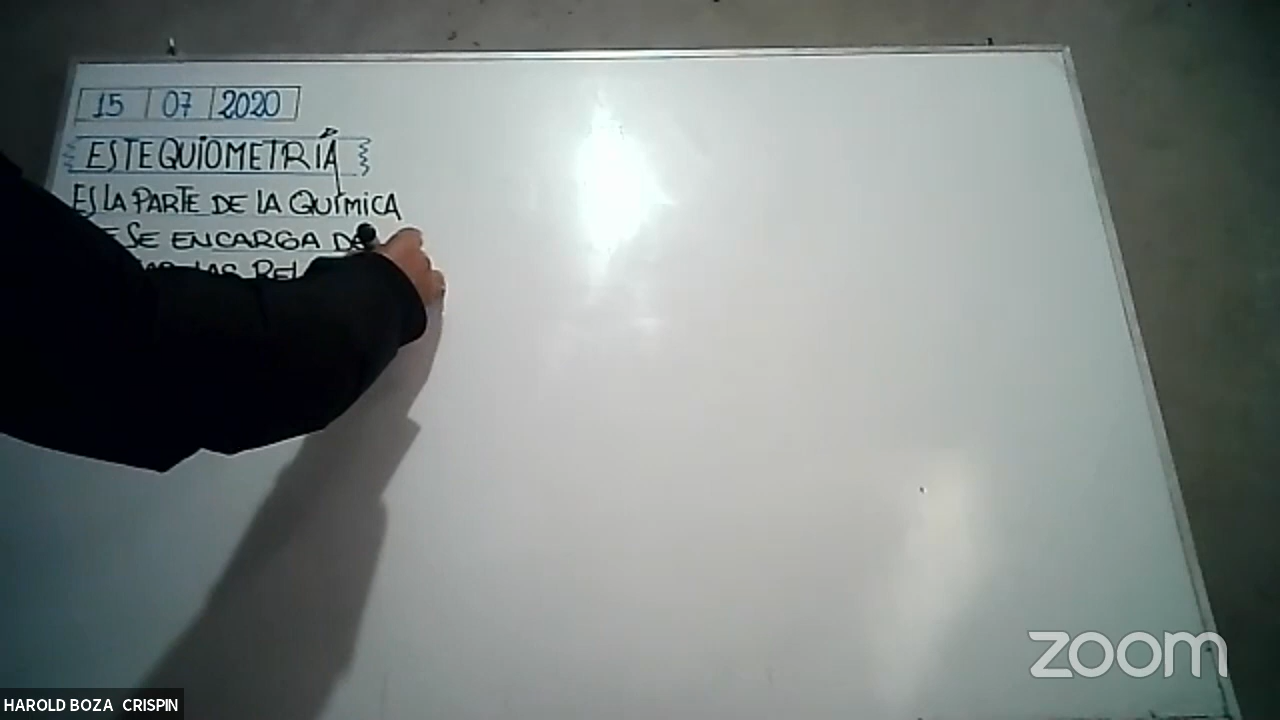 15 07 2020
ESTEQUIOMETRÍA
ES LA PARTE DE LA QUÍMICA
SE ENCARGA DE
LAS REL
zoom
HAROLD BOZA CRISPIN